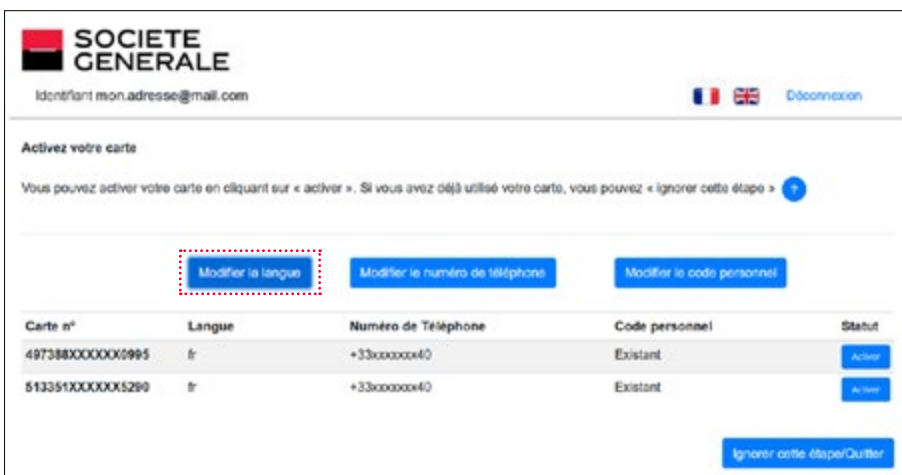 SOCIETE
GENERALE
Identifiant mon.adresse@mail.com
Déconnexion
Activez votre carte
Vous pouvez activer votre carte en cliquant sur « activer ». Si vous avez déjà utilisé votre carte, vous pouvez « ignorer cette étape » ?
Modifier la langue Modifier le numéro de téléphone Modifier le code personnel
Carte n° Langue Numéro de Téléphone Code personnel Statut
497388XXXXXX0995 fr +33xxxxxxx40 Existant Activer
513351XXXXXX5290 fr +33xxxxxxx40 Existant Activer
Ignorer cette étape/Quitter